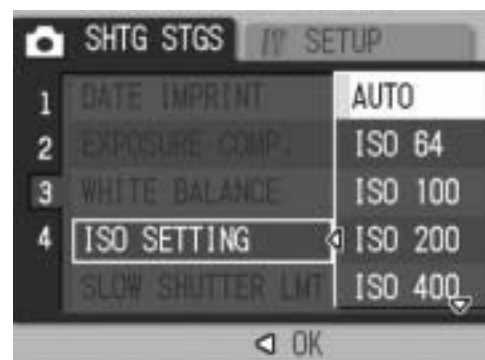 SHTG STGS SETUP
1 DATE IMPRINT AUTO
2 EXPOSURE COMP. ISO 64
3 WHITE BALANCE ISO 100
4 ISO SETTING ISO 200
SLOW SHUTTER LMT ISO 400
OK